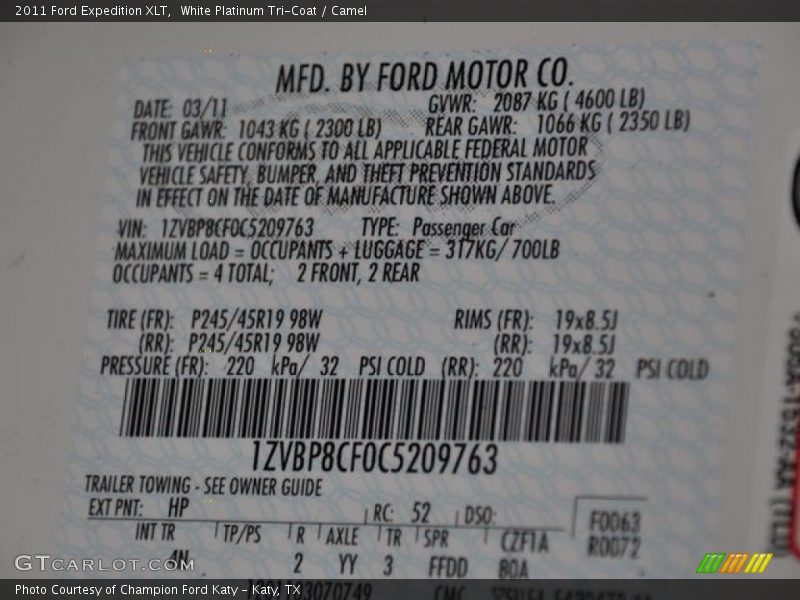 2011 Ford Expedition XLT,  White Platinum Tri-Coat / Camel
MFD. BY FORD MOTOR CO.
DATE: 03/11 GVWR: 2087 KG ( 4600 LB)
FRONT GAWR: 1043 KG ( 2300 LB) REAR GAWR: 1066 KG ( 2350 LB)
THIS VEHICLE CONFORMS TO ALL APPLICABLE FEDERAL MOTOR
VEHICLE SAFETY, BUMPER, AND THEFT PREVENTION STANDARDS
IN EFFECT ON THE DATE OF MANUFACTURE SHOWN ABOVE.
VIN: 1ZVBP8CF0C5209763 TYPE: Passenger Car
MAXIMUM LOAD = OCCUPANTS + LUGGAGE = 317KG/ 700LB
OCCUPANTS = 4 TOTAL; 2 FRONT, 2 REAR
TIRE (FR): P245/45R19 98W RIMS (FR): 19x8.5J
(RR): P245/45R19 98W (RR): 19x8.5J
PRESSURE (FR): 220 kPa/ 32 PSI COLD (RR): 220 kPa/ 32 PSI COLD
1ZVBP8CF0C5209763
TRAILER TOWING - SEE OWNER GUIDE
EXT PNT: HP RC: 52 DSO: F0063
R0072
INT TR TP/PS R AXLE TR SPR CZF1A
4N 2 YY 3 FFDD BOA
GTCARLOT.COM
Photo Courtesy of Champion Ford Katy - Katy, TX